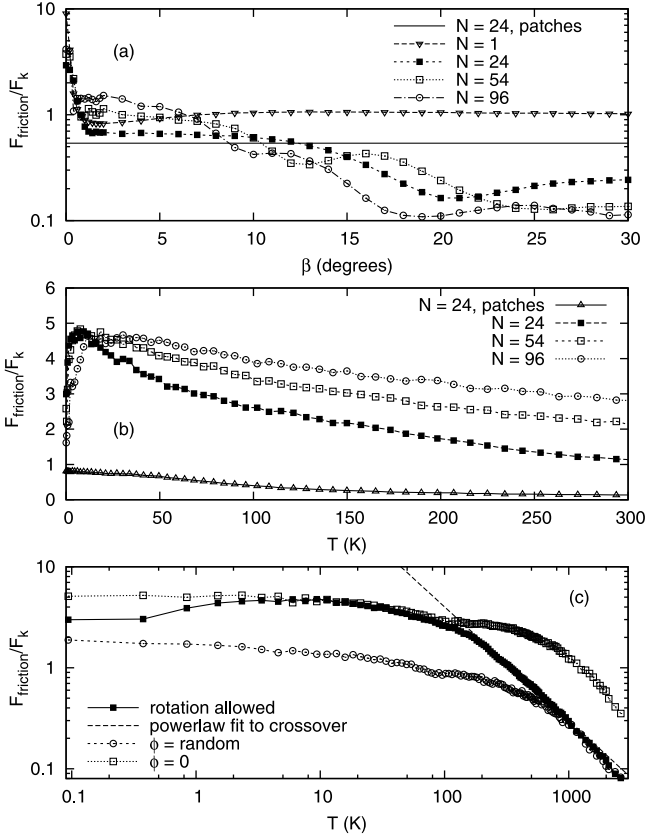 10
1
0.1
0
5
10
15
20
25
30
F_friction/F_k
β (degrees)
(a)
N = 24, patches
N = 1
N = 24
N = 54
N = 96
6
5
4
3
2
1
0
0
50
100
150
200
250
300
F_friction/F_k
T (K)
(b)
N = 24, patches
N = 24
N = 54
N = 96
10
1
0.1
0.1
1
10
100
1000
F_friction/F_k
T (K)
(c)
rotation allowed
powerlaw fit to crossover
ϕ = random
ϕ = 0